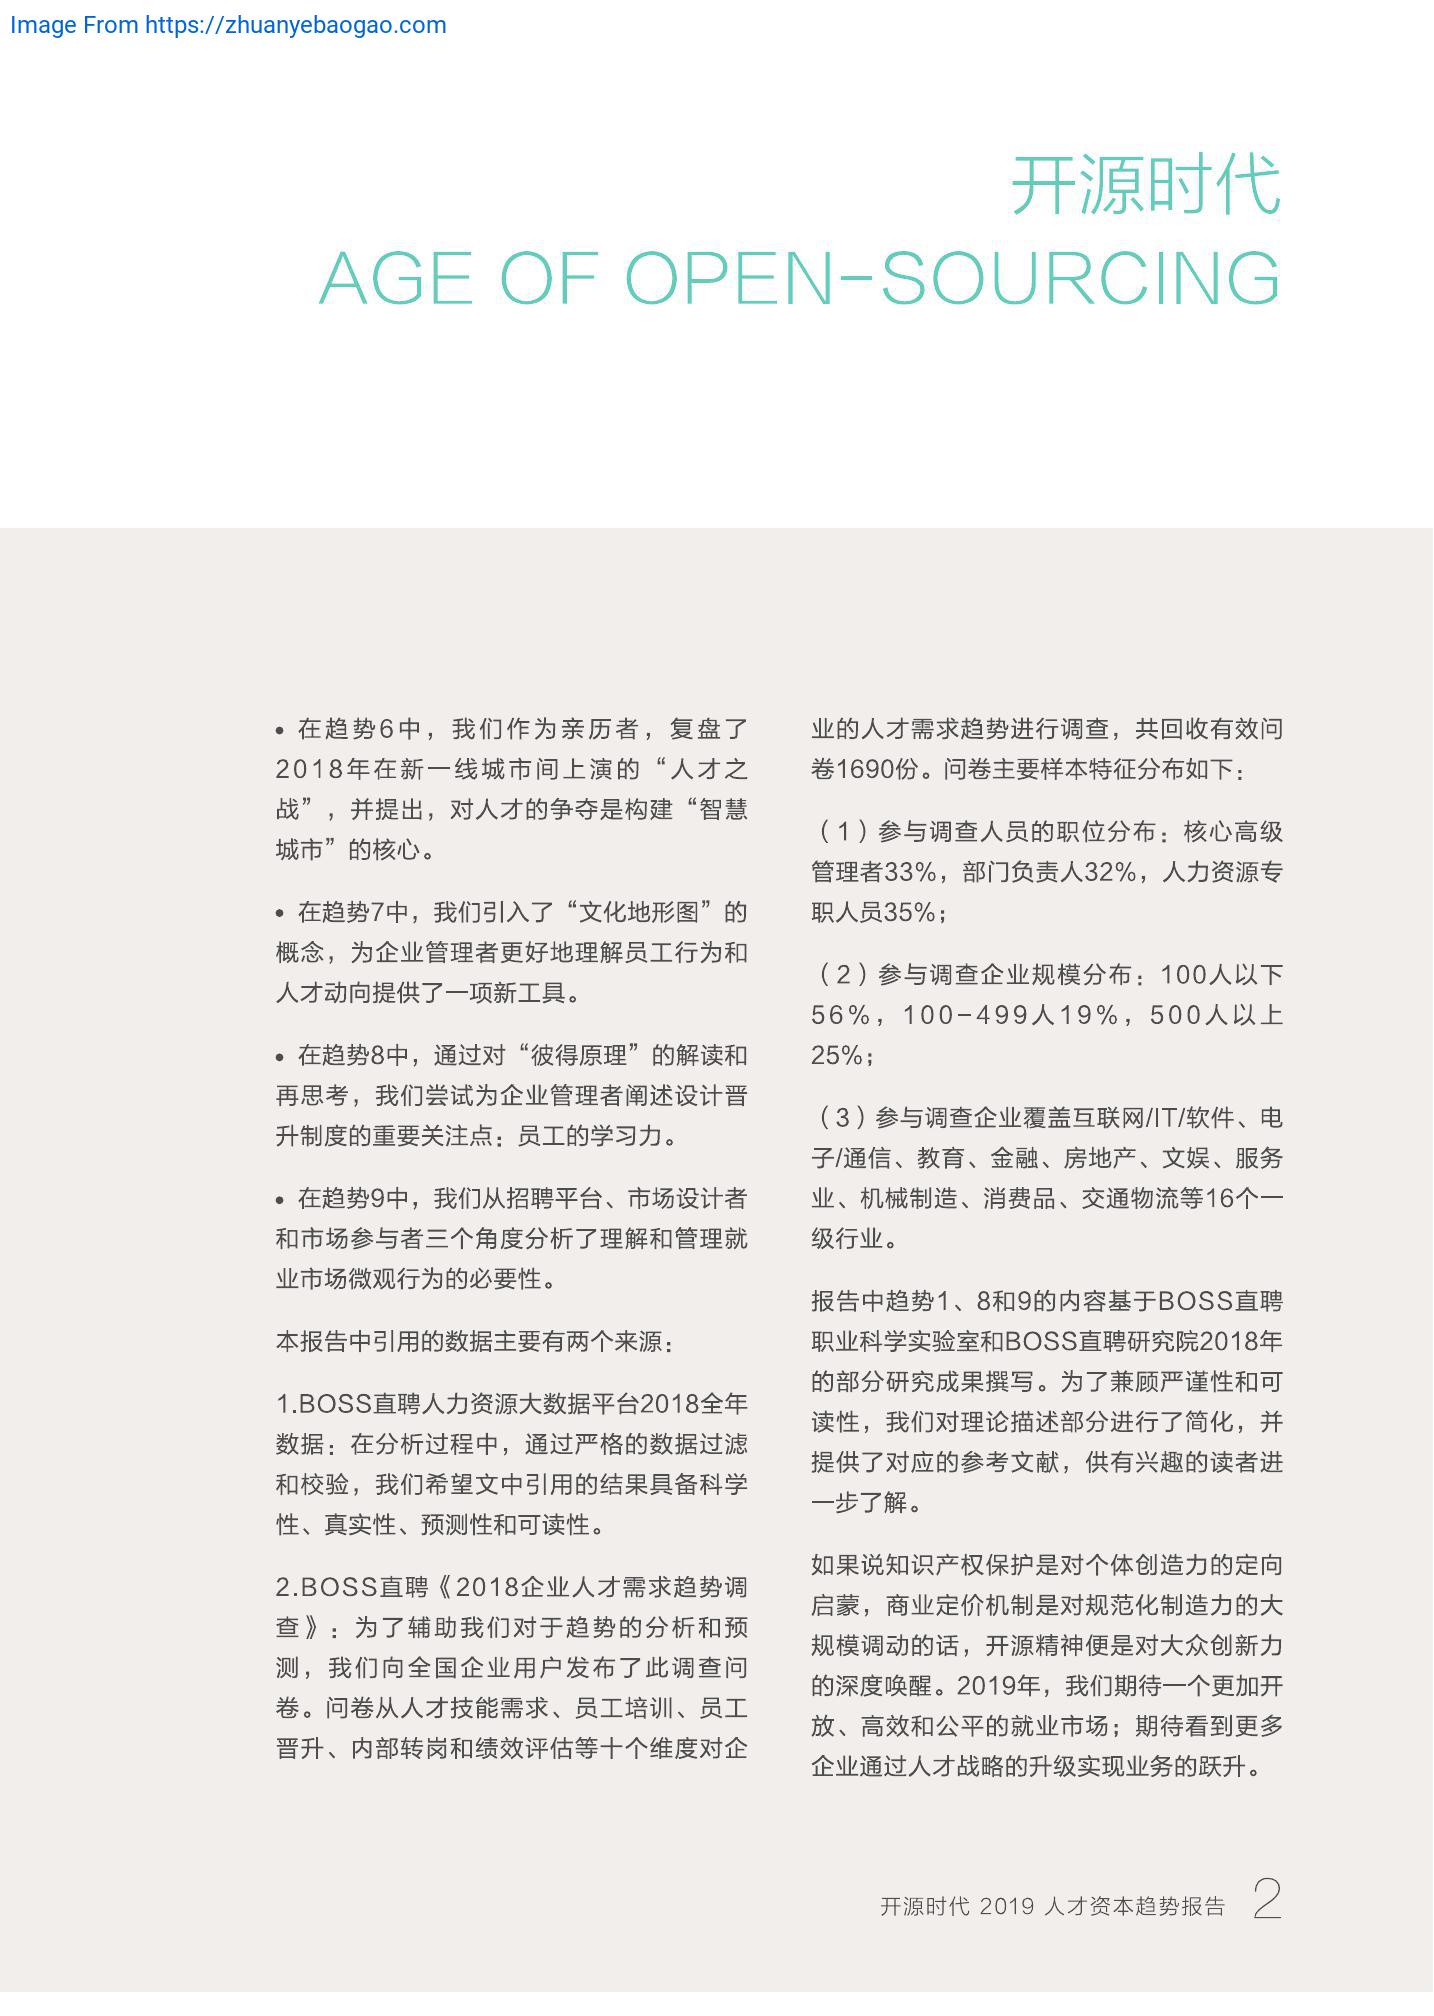 Image From https://zhuanyebaogao.com
开源时代
AGE OF OPEN-SOURCING
• 在趋势6中，我们作为亲历者，复盘了
2018年在新一线城市间上演的“人才之
战”，并提出，对人才的争夺是构建“智慧
城市”的核心。
• 在趋势7中，我们引入了“文化地形图”的
概念，为企业管理者更好地理解员工行为和
人才动向提供了一项新工具。
• 在趋势8中，通过对“彼得原理”的解读和
再思考，我们尝试为企业管理者阐述设计晋
升制度的重要关注点：员工的学习力。
• 在趋势9中，我们从招聘平台、市场设计者
和市场参与者三个角度分析了理解和管理就
业市场微观行为的必要性。
本报告中引用的数据主要有两个来源：
1.BOSS直聘人力资源大数据平台2018全年
数据：在分析过程中，通过严格的数据过滤
和校验，我们希望文中引用的结果具备科学
性、真实性、预测性和可读性。
2.BOSS直聘《2018企业人才需求趋势调
查》：为了辅助我们对于趋势的分析和预
测，我们向全国企业用户发布了此调查问
卷。问卷从人才技能需求、员工培训、员工
晋升、内部转岗和绩效评估等十个维度对企
业的人才需求趋势进行调查，共回收有效问
卷1690份。问卷主要样本特征分布如下：
（1）参与调查人员的职位分布：核心高级
管理者33%，部门负责人32%，人力资源专
职人员35%；
（2）参与调查企业规模分布：100人以下
56%，100-499人19%，500人以上
25%；
（3）参与调查企业覆盖互联网/IT/软件、电
子/通信、教育、金融、房地产、文娱、服务
业、机械制造、消费品、交通物流等16个一
级行业。
报告中趋势1、8和9的内容基于BOSS直聘
职业科学实验室和BOSS直聘研究院2018年
的部分研究成果撰写。为了兼顾严谨性和可
读性，我们对理论描述部分进行了简化，并
提供了对应的参考文献，供有兴趣的读者进
一步了解。
如果说知识产权保护是对个体创造力的定向
启蒙，商业定价机制是对规范化制造力的大
规模调动的话，开源精神便是对大众创新力
的深度唤醒。2019年，我们期待一个更加开
放、高效和公平的就业市场；期待看到更多
企业通过人才战略的升级实现业务的跃升。
开源时代 2019 人才资本趋势报告 2